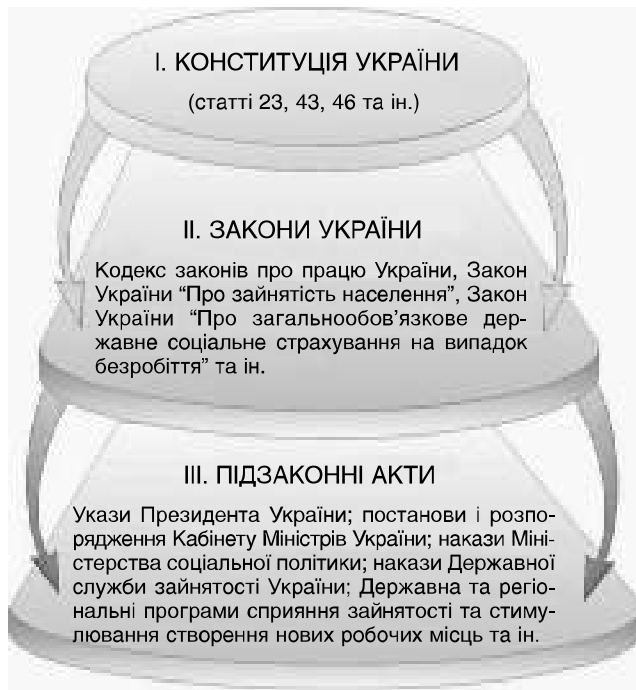 І. КОНСТИТУЦІЯ УКРАЇНИ
(статті 23, 43, 46 та ін.)
ІІ. ЗАКОНИ УКРАЇНИ
Кодекс законів про працю України, Закон
України “Про зайнятість населення”, Закон
України “Про загальнообов’язкове дер-
жавне соціальне страхування на випадок
безробіття” та ін.
ІІІ. ПІДЗАКОННІ АКТИ
Укази Президента України; постанови і розпо-
рядження Кабінету Міністрів України; накази Міні-
стерства соціальної політики; накази Державної
служби зайнятості України; Державна та регіо-
нальні програми сприяння зайнятості та стиму-
лювання створення нових робочих місць та ін.